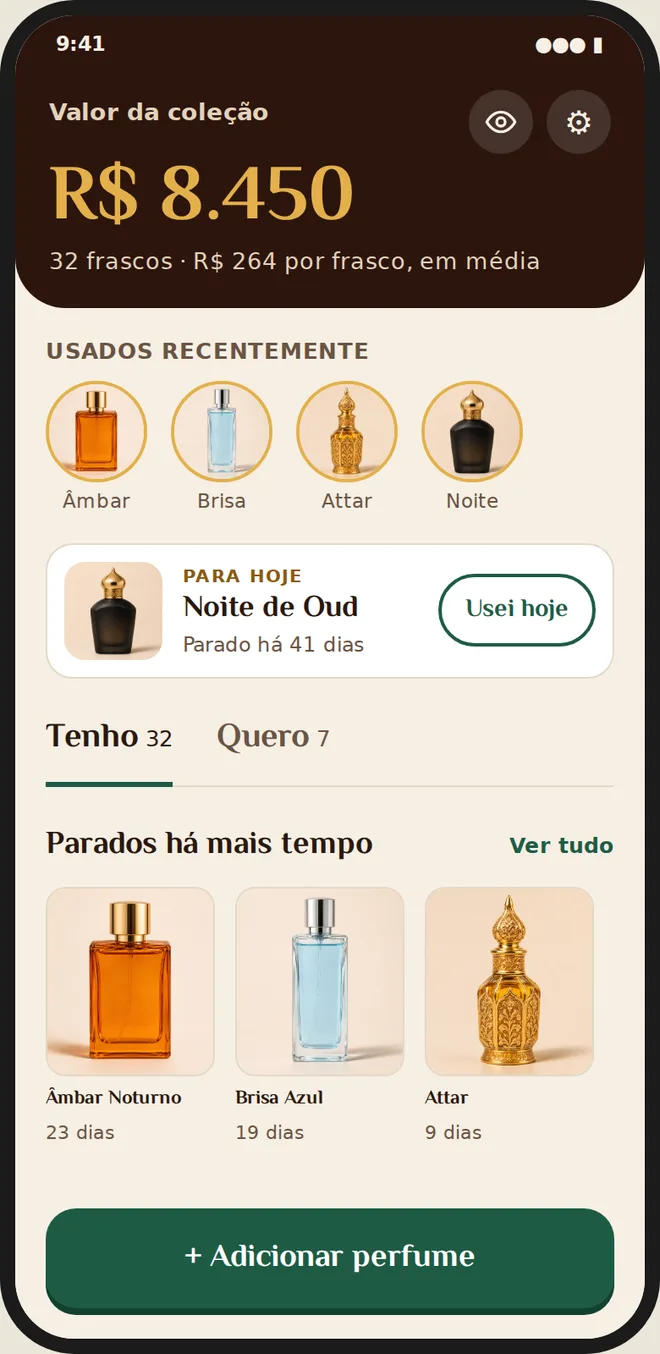 9:41
Valor da coleção
R$ 8.450
32 frascos · R$ 264 por frasco, em média
USADOS RECENTEMENTE
Âmbar Brisa Attar Noite
PARA HOJE
Noite de Oud
Parado há 41 dias
Usei hoje
Tenho 32 Quero 7
Parados há mais tempo Ver tudo
Âmbar Noturno Brisa Azul Attar
23 dias 19 dias 9 dias
+ Adicionar perfume